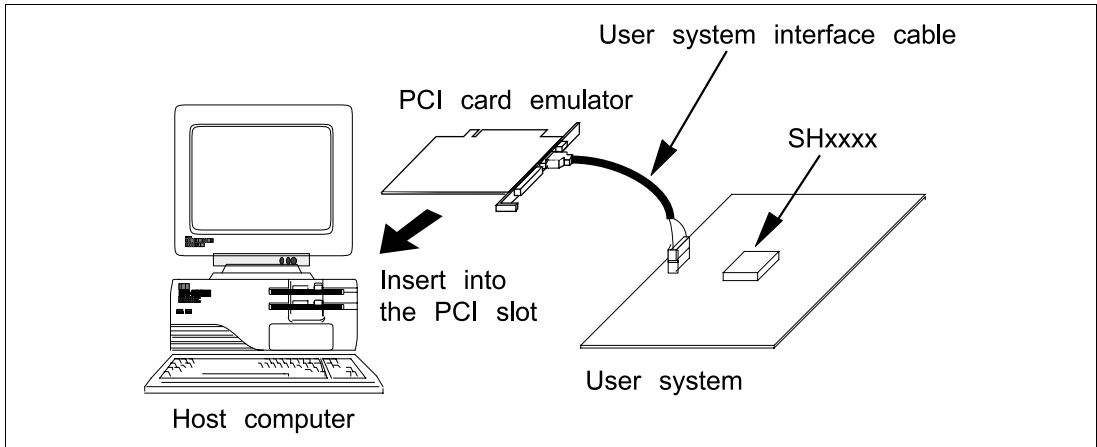 User system interface cable
PCI card emulator
SHxxxx
Insert into
the PCI slot
User system
Host computer